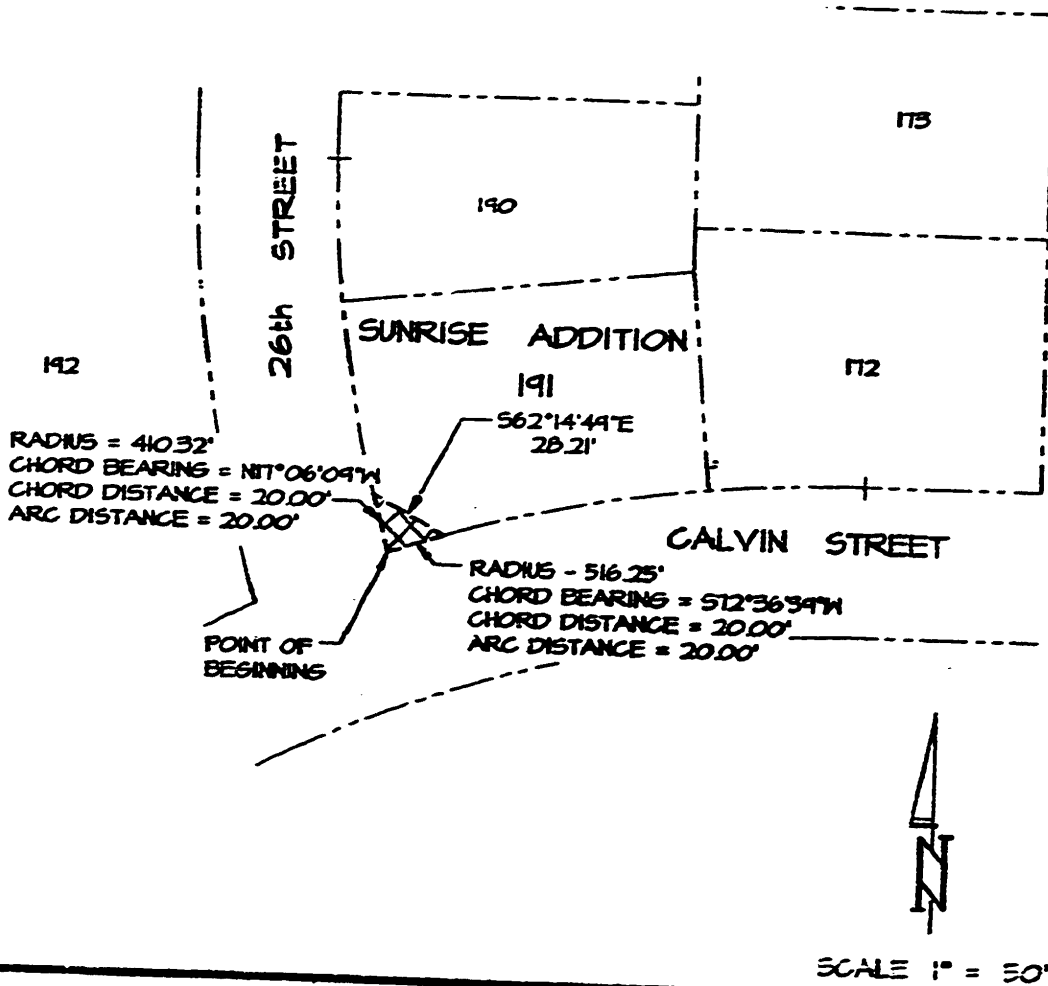 173
26th STREET
190
SUNRISE ADDITION
192
191
172
S62°14'49"E
28.21'
RADIUS = 410.32'
CHORD BEARING = N17°06'09"W
CHORD DISTANCE = 20.00'
ARC DISTANCE = 20.00'
CALVIN STREET
RADIUS - 516.25'
CHORD BEARING = S72°36'39"W
CHORD DISTANCE = 20.00'
ARC DISTANCE = 20.00'
POINT OF
BEGINNING
N
SCALE 1" = 50'